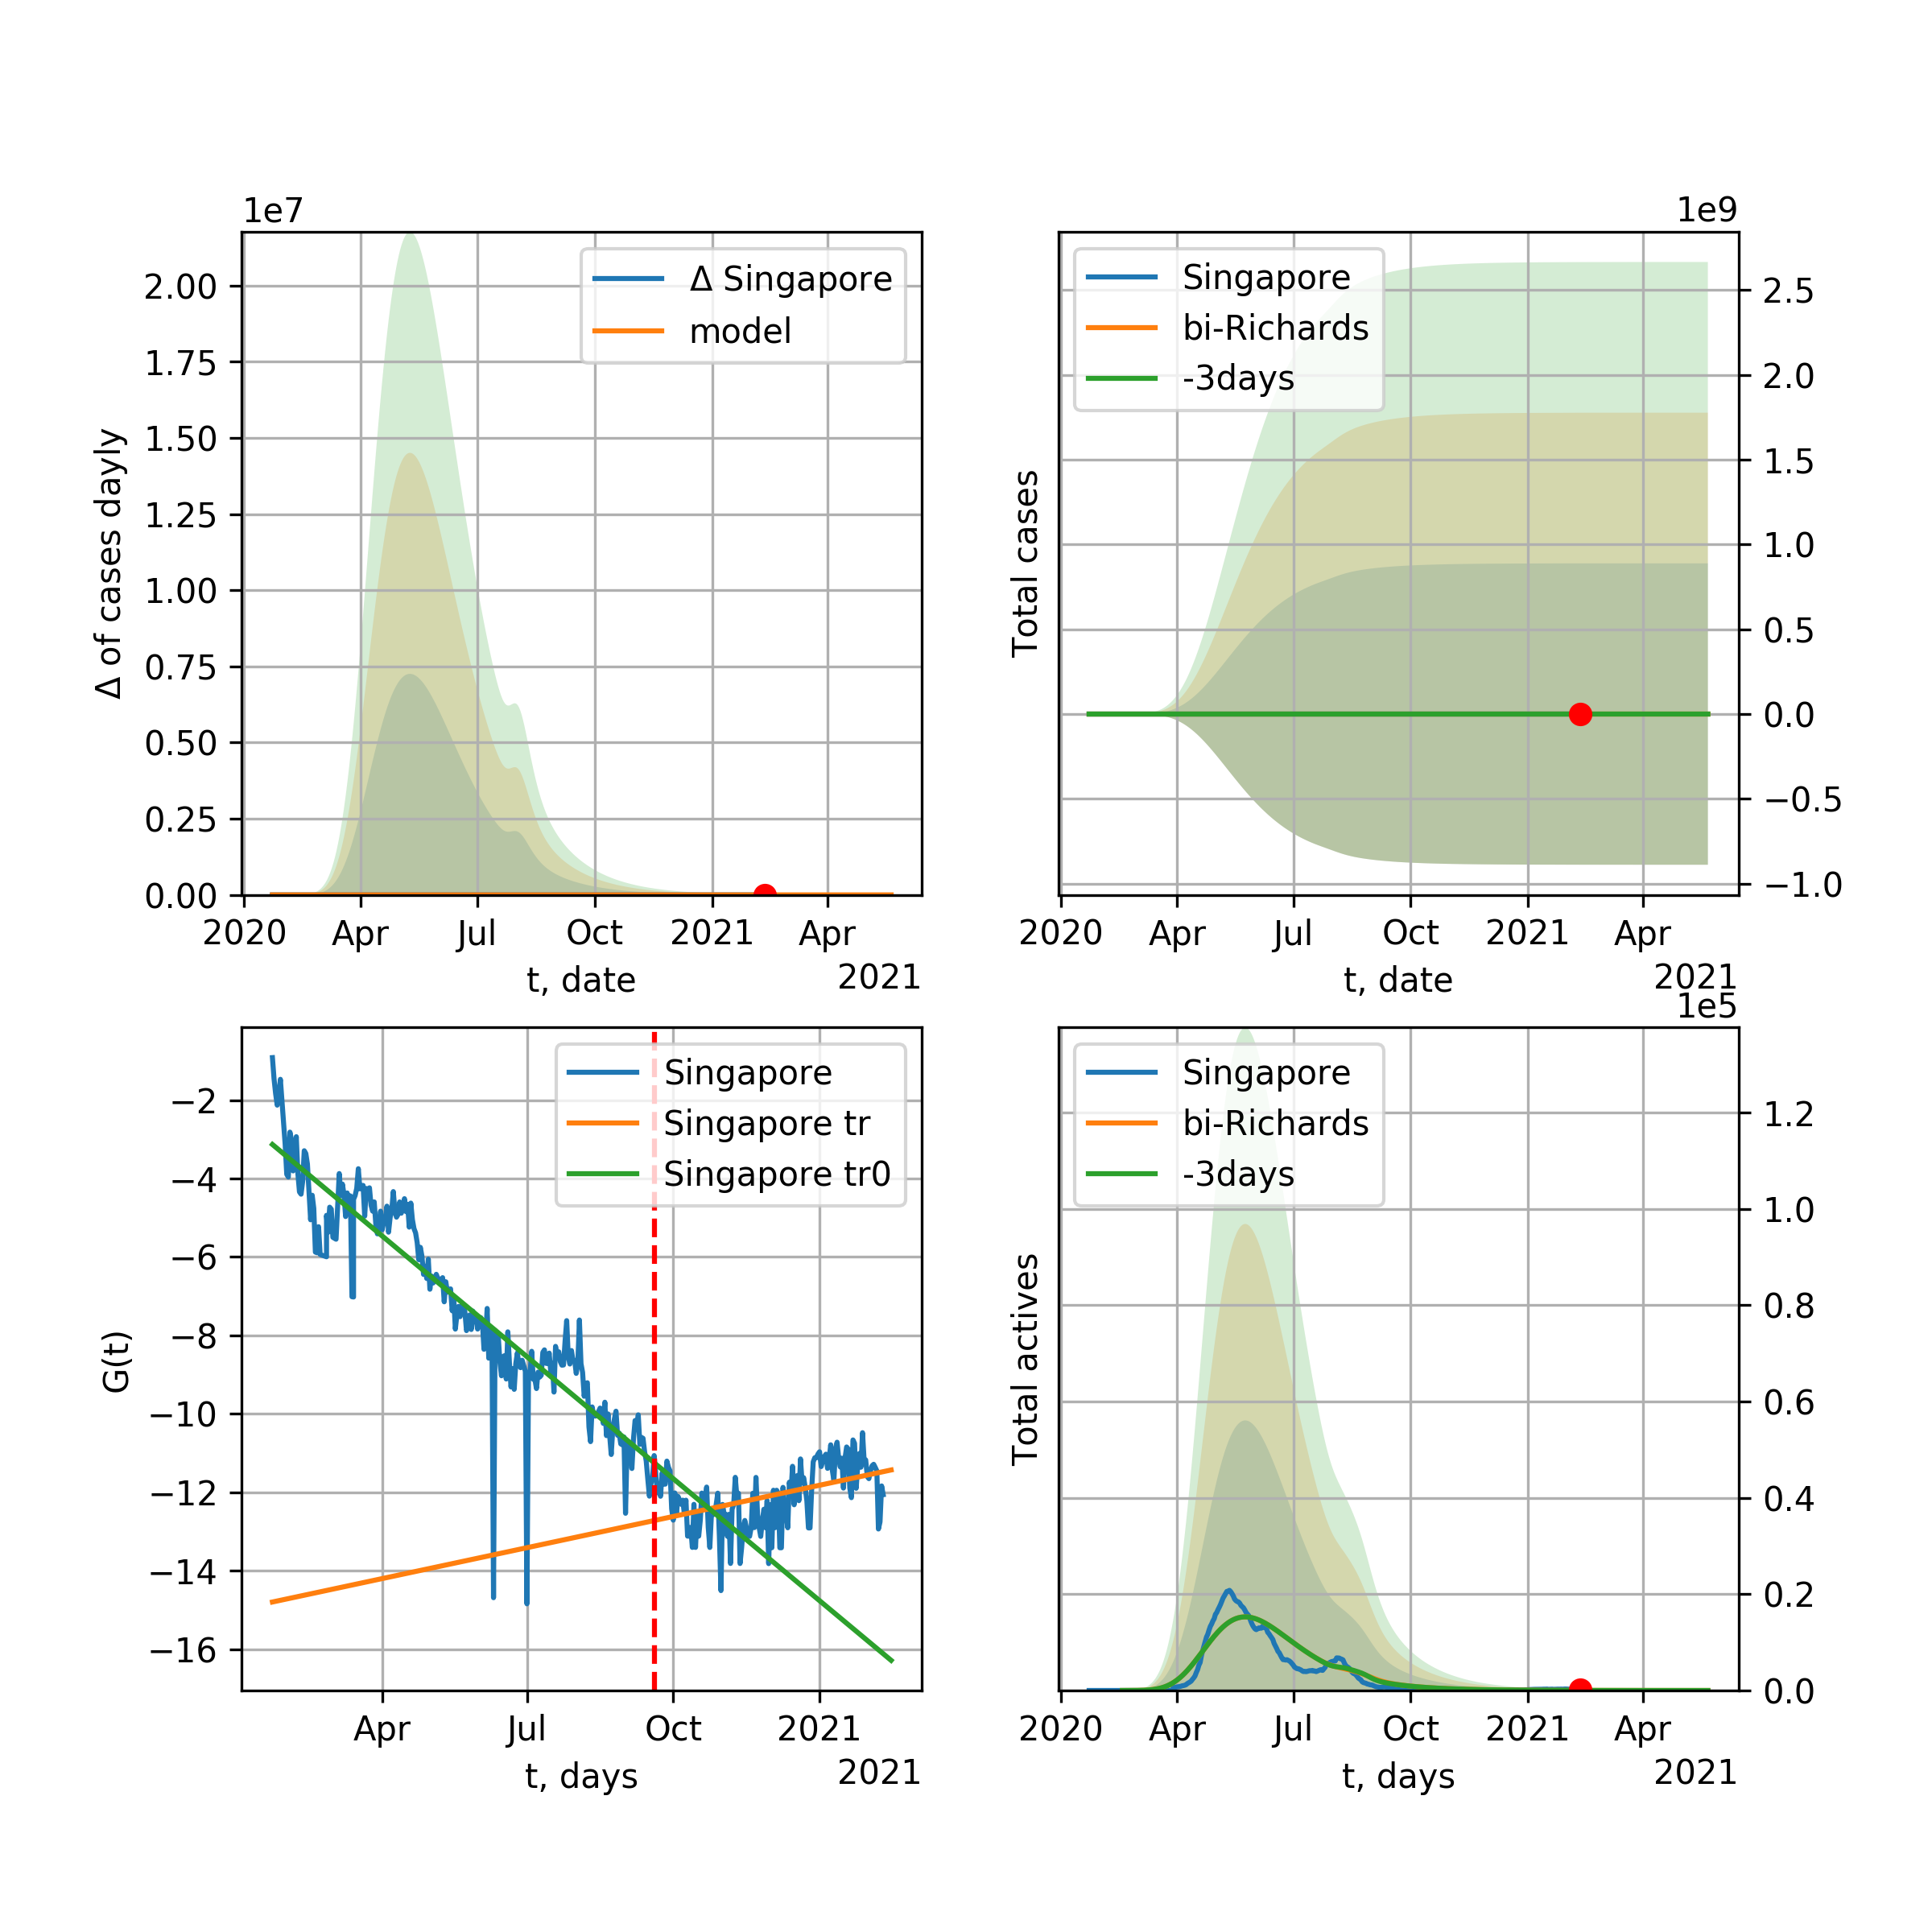 1e7
Δ of cases dayly
2.00
1.75
1.50
1.25
1.00
0.75
0.50
0.25
0.00
Δ Singapore
model
2020 Apr Jul Oct 2021 Apr
t, date
2021
1e9
Total cases
Singapore
bi-Richards
-3days
2.5
2.0
1.5
1.0
0.5
0.0
−0.5
−1.0
2020 Apr Jul Oct 2021 Apr
t, date
2021
G(t)
−2
−4
−6
−8
−10
−12
−14
−16
Singapore
Singapore tr
Singapore tr0
Apr Jul Oct 2021
t, days
2021
1e5
Total actives
Singapore
bi-Richards
-3days
1.2
1.0
0.8
0.6
0.4
0.2
0.0
2020 Apr Jul Oct 2021 Apr
t, days
2021